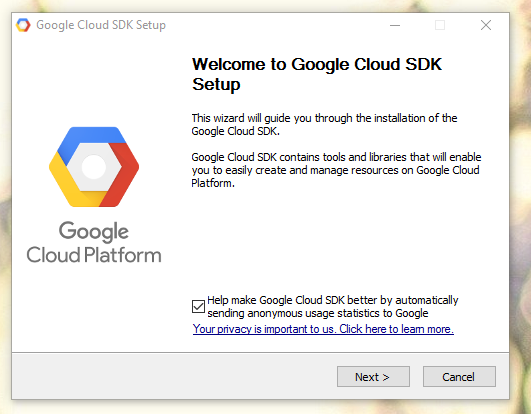 Google Cloud SDK Setup
Welcome to Google Cloud SDK
Setup
This wizard will guide you through the installation of the
Google Cloud SDK.
Google Cloud SDK contains tools and libraries that will enable
you to easily create and manage resources on Google Cloud
Platform.
Google
Cloud Platform
Help make Google Cloud SDK better by automatically
sending anonymous usage statistics to Google
Your privacy is important to us. Click here to learn more.
Next >
Cancel